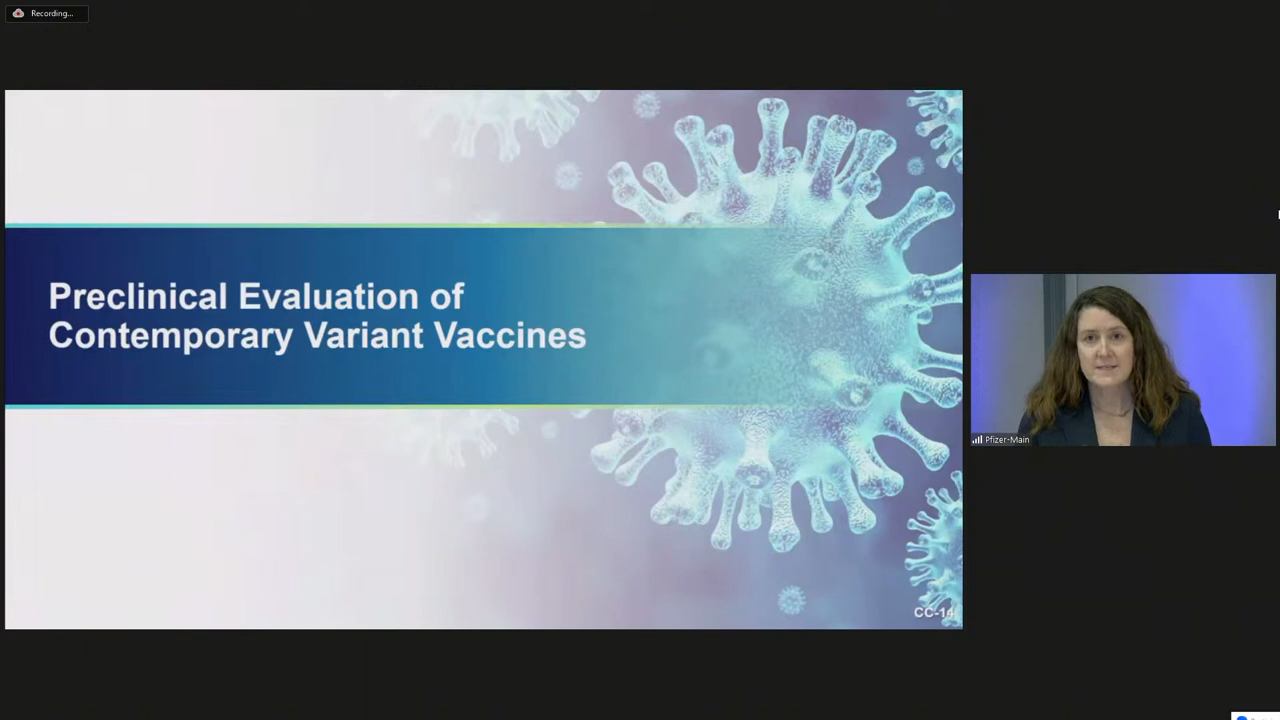 Recording...
Preclinical Evaluation of
Contemporary Variant Vaccines
CC-14
Pfizer-Main